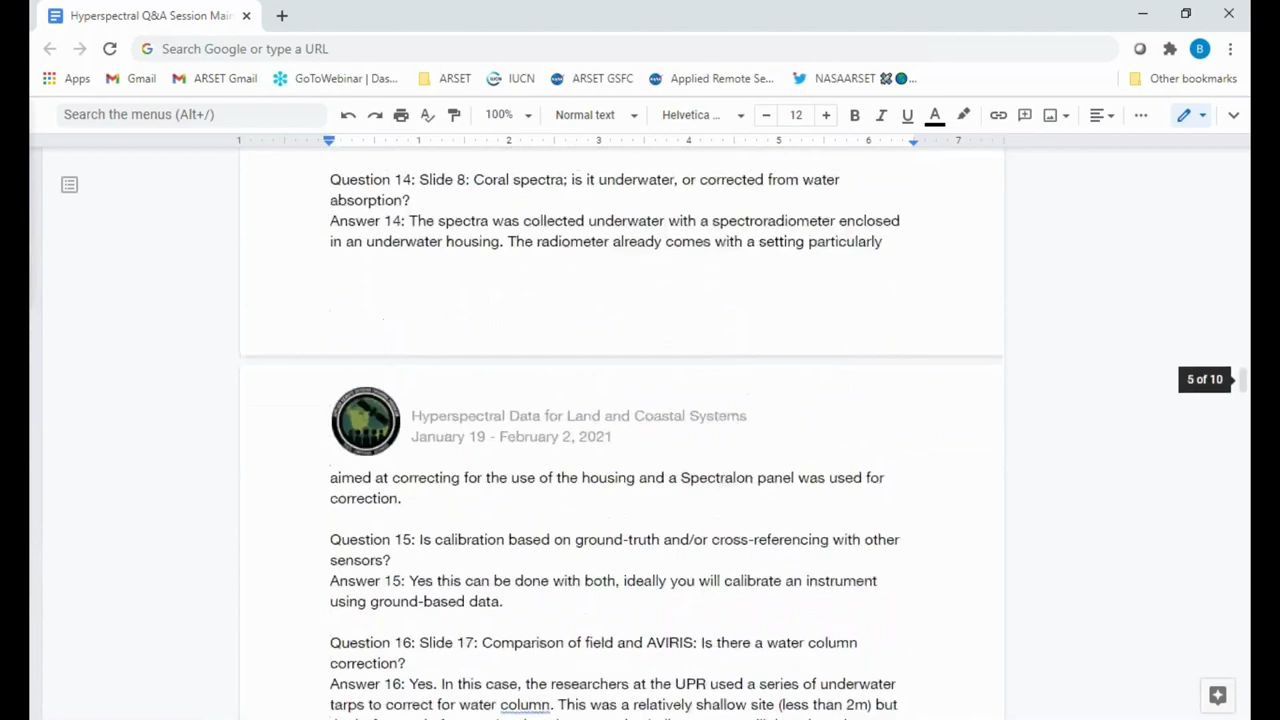 Hyperspectral Q&A Session Main
Search Google or type a URL
B
Apps Gmail ARSET Gmail GoToWebinar | Das... ARSET IUCN ARSET GSFC Applied Remote Se... NASAARSET Other bookmarks
Search the menus (Alt+/) 100% Normal text Helvetica ... 12 B I U A
1 1 2 3 4 5 6 7
Question 14: Slide 8: Coral spectra; is it underwater, or corrected from water
absorption?
Answer 14: The spectra was collected underwater with a spectroradiometer enclosed
in an underwater housing. The radiometer already comes with a setting particularly
5 of 10
Hyperspectral Data for Land and Coastal Systems
January 19 - February 2, 2021
aimed at correcting for the use of the housing and a Spectralon panel was used for
correction.
Question 15: Is calibration based on ground-truth and/or cross-referencing with other
sensors?
Answer 15: Yes this can be done with both, ideally you will calibrate an instrument
using ground-based data.
Question 16: Slide 17: Comparison of field and AVIRIS: Is there a water column
correction?
Answer 16: Yes. In this case, the researchers at the UPR used a series of underwater
tarps to correct for water column. This was a relatively shallow site (less than 2m) but